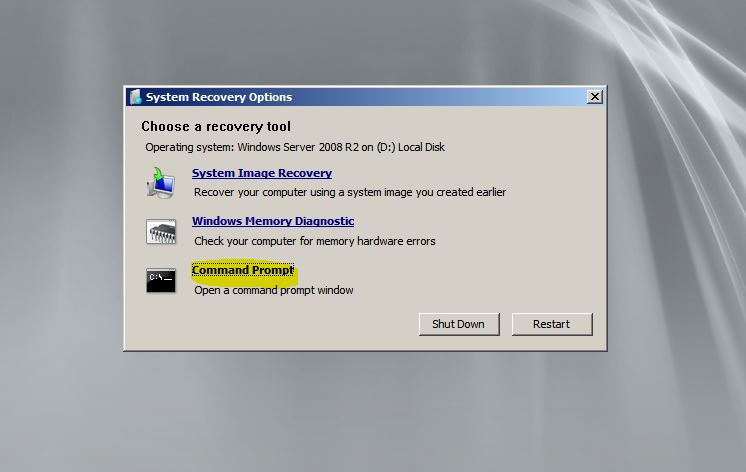 System Recovery Options
Choose a recovery tool
Operating system: Windows Server 2008 R2 on (D:) Local Disk
System Image Recovery
Recover your computer using a system image you created earlier
Windows Memory Diagnostic
Check your computer for memory hardware errors
C:\_
Command Prompt
Open a command prompt window
Shut Down
Restart